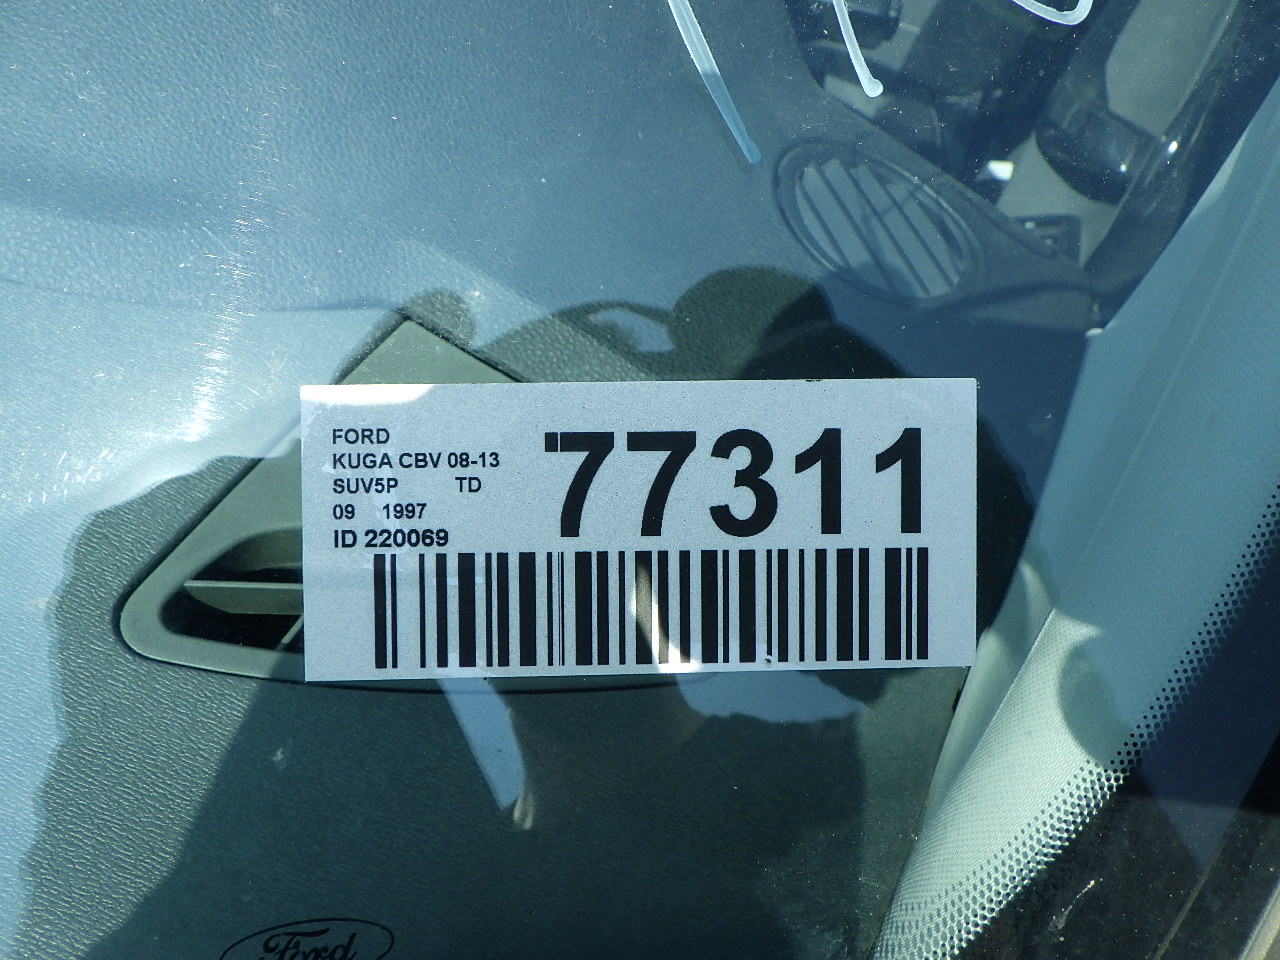 FORD
KUGA CBV 08-13
SUV5P TD
09 1997
ID 220069
77311
Ford